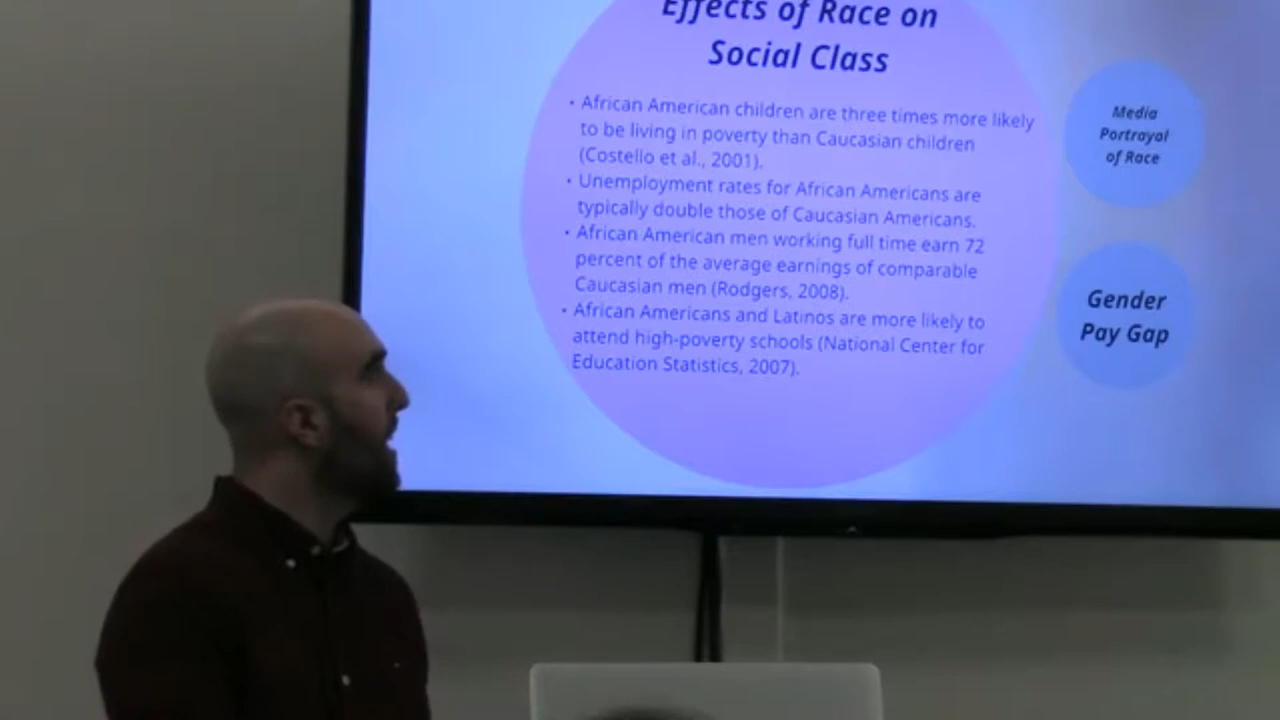 Effects of Race on
Social Class
• African American children are three times more likely
to be living in poverty than Caucasian children
(Costello et al., 2001).
• Unemployment rates for African Americans are
typically double those of Caucasian Americans.
• African American men working full time earn 72
percent of the average earnings of comparable
Caucasian men (Rodgers, 2008).
• African Americans and Latinos are more likely to
attend high-poverty schools (National Center for
Education Statistics, 2007).
Media
Portrayal
of Race
Gender
Pay Gap